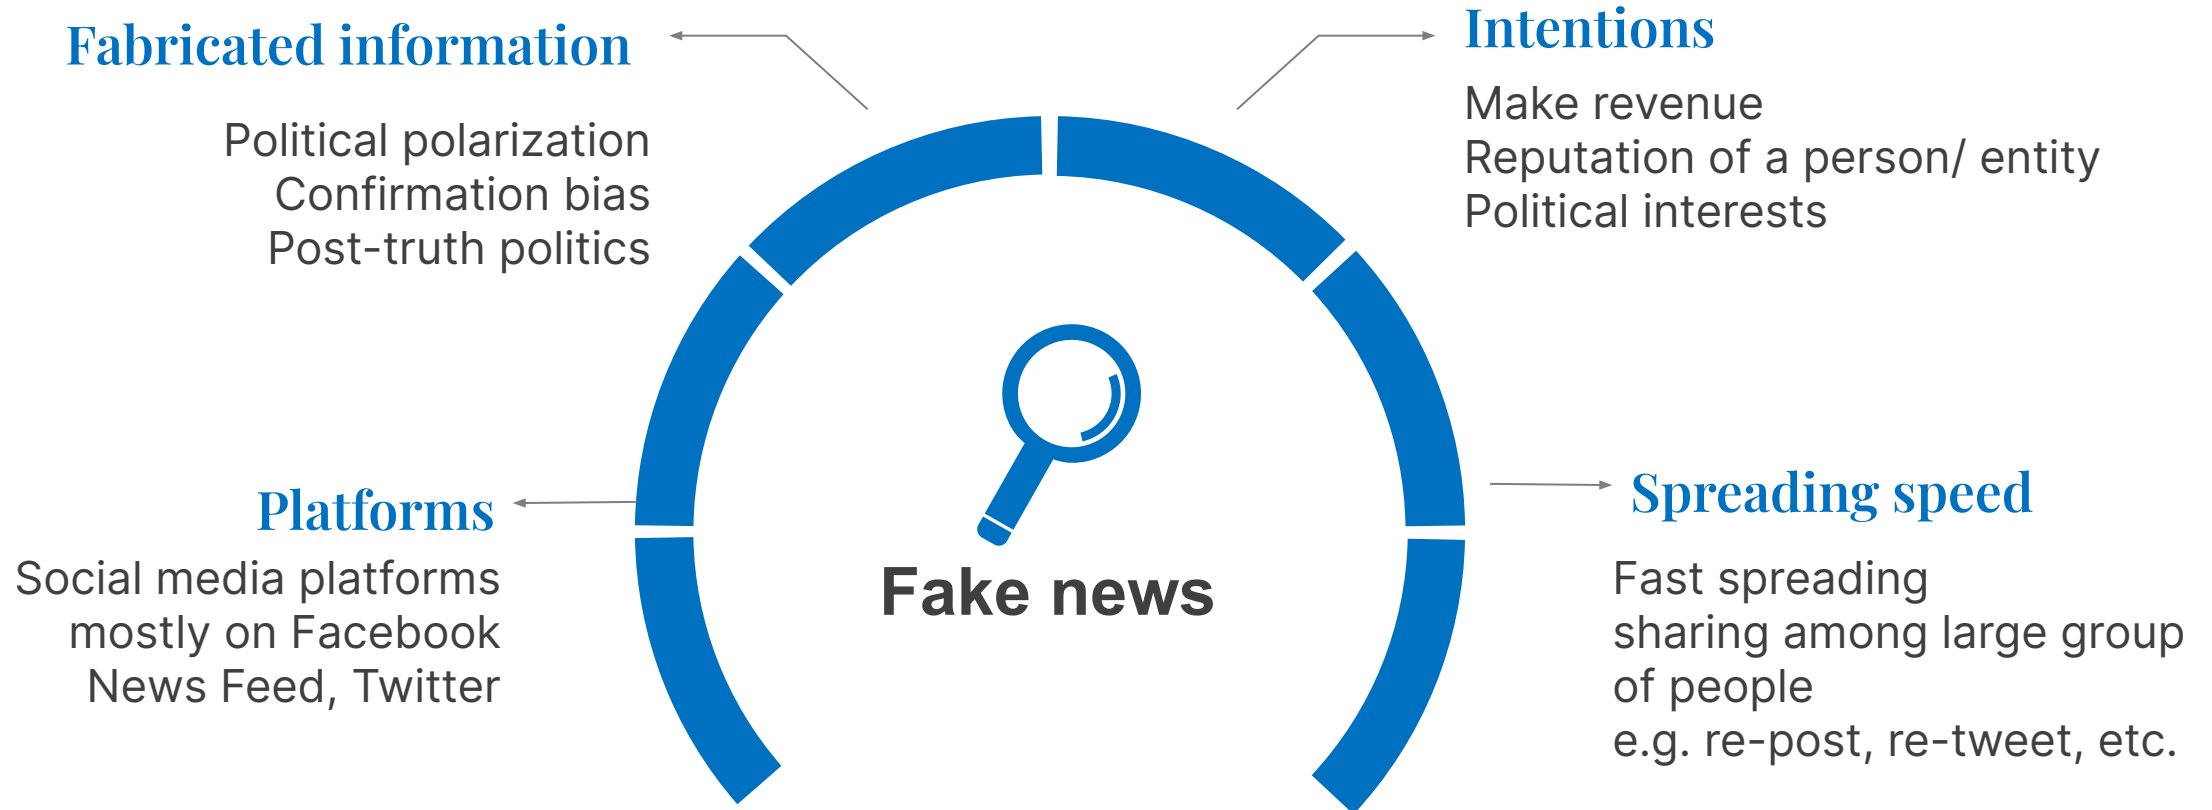 Fabricated information
Political polarization
Confirmation bias
Post-truth politics
Intentions
Make revenue
Reputation of a person/ entity
Political interests
Platforms
Social media platforms
mostly on Facebook
News Feed, Twitter
Fake news
Spreading speed
Fast spreading
sharing among large group
of people
e.g. re-post, re-tweet, etc.